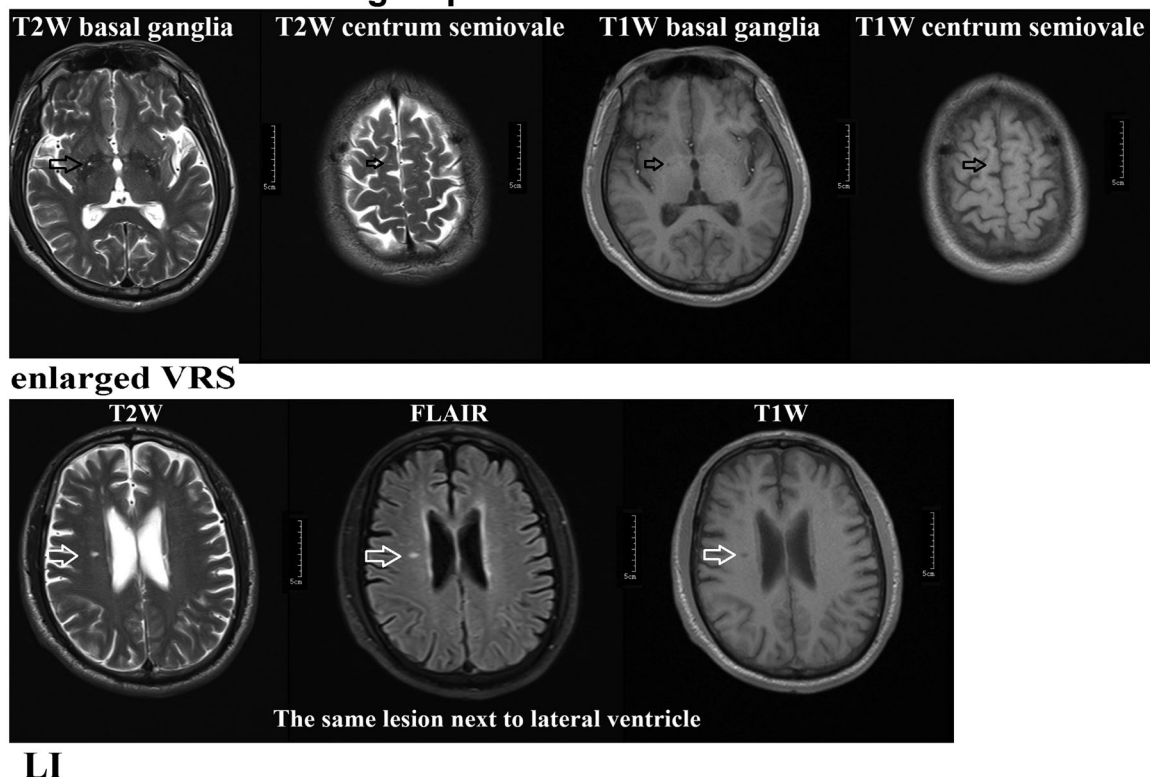 T2W basal ganglia T2W centrum semiovale T1W basal ganglia T1W centrum semiovale
5cm 5cm 5cm 5cm
enlarged VRS
T2W FLAIR T1W
5cm 5cm 5cm
The same lesion next to lateral ventricle
LI